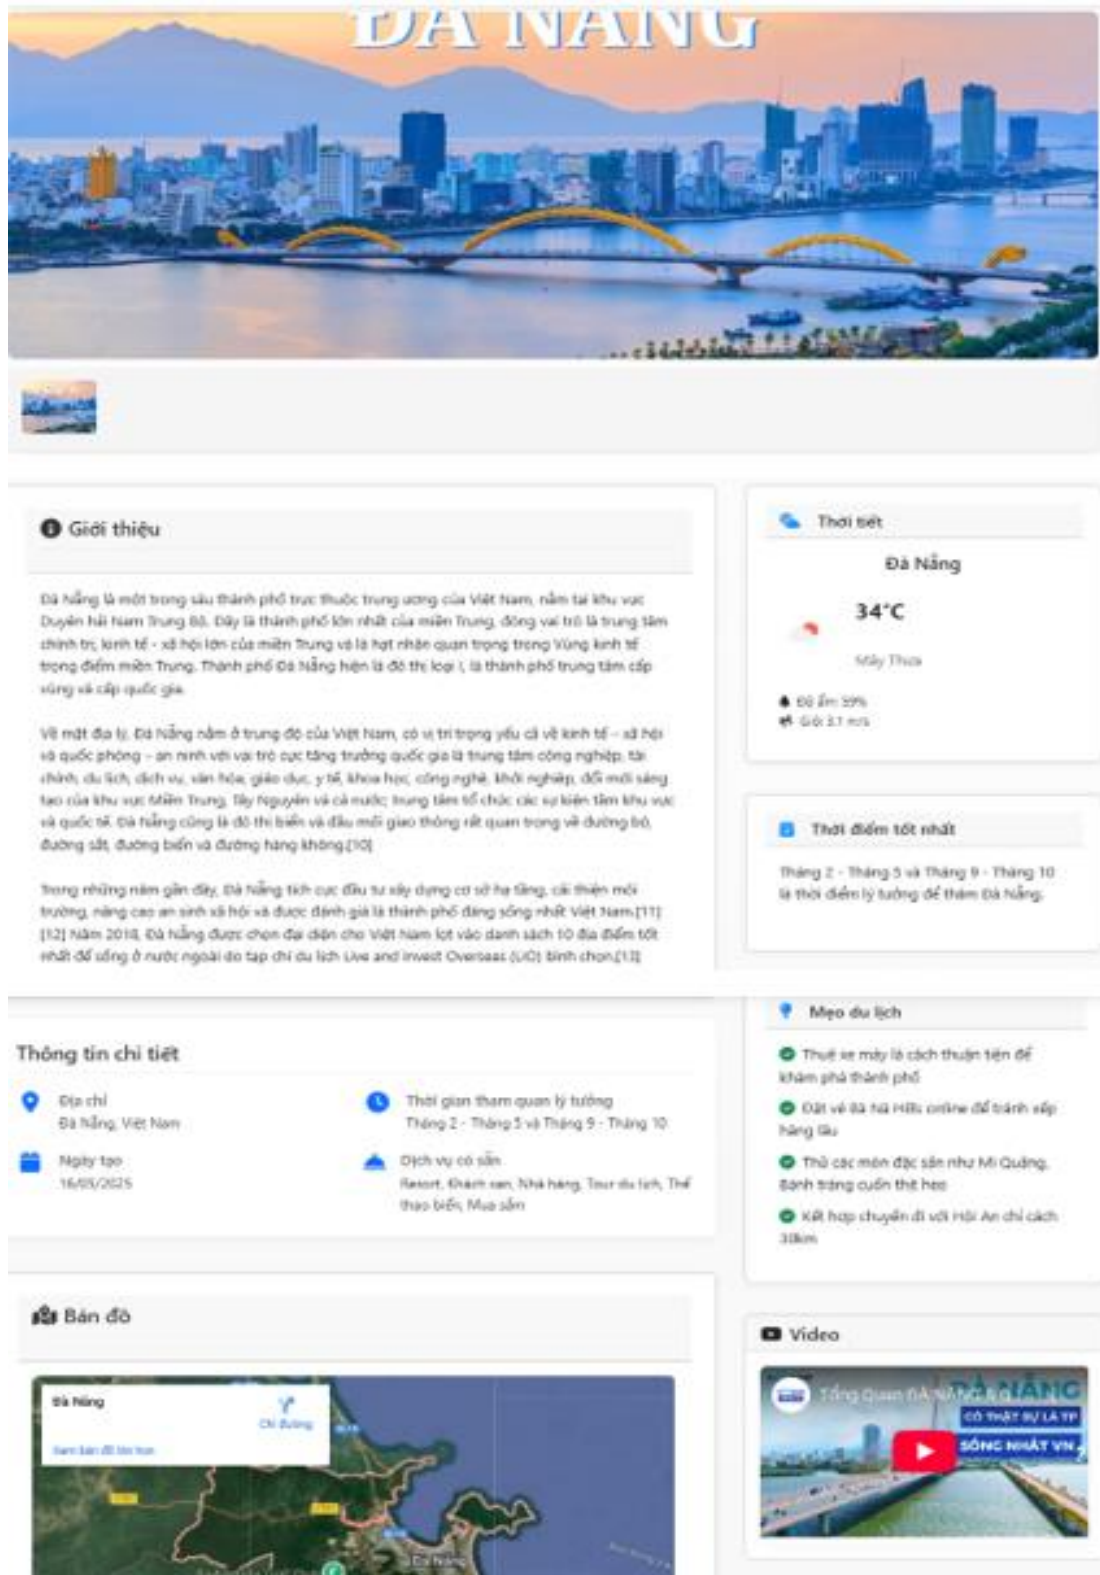 ĐÀ NẴNG
Giới thiệu
Đà Nẵng là một trong sáu thành phố trực thuộc trung ương của Việt Nam, nằm tại khu vực
Duyên hải Nam Trung Bộ. Đây là thành phố lớn nhất của miền Trung, đóng vai trò là trung tâm
chính trị, kinh tế - xã hội lớn của miền Trung và là hạt nhân quan trọng trong Vùng kinh tế
trọng điểm miền Trung. Thành phố Đà Nẵng hiện là đô thị loại I, là thành phố trung tâm cấp
vùng và cấp quốc gia.
Về mặt địa lý, Đà Nẵng nằm ở trung độ của Việt Nam, có vị trí trọng yếu cả về kinh tế – xã hội
và quốc phòng – an ninh với vai trò cực tăng trưởng quốc gia là trung tâm công nghiệp, tài
chính, du lịch, dịch vụ, văn hóa, giáo dục, y tế, khoa học, công nghệ, khởi nghiệp, đổi mới sáng
tạo của khu vực Miền Trung, Tây Nguyên và cả nước; trung tâm tổ chức các sự kiện tầm khu vực
và quốc tế. Đà Nẵng cũng là đô thị biển và đầu mối giao thông rất quan trọng về đường bộ,
đường sắt, đường biển và đường hàng không.[10]
Trong những năm gần đây, Đà Nẵng tích cực đầu tư xây dựng cơ sở hạ tầng, cải thiện môi
trường, nâng cao an sinh xã hội và được đánh giá là thành phố đáng sống nhất Việt Nam.[11]
[12] Năm 2018, Đà Nẵng được chọn đại diện cho Việt Nam lọt vào danh sách 10 địa điểm tốt
nhất để sống ở nước ngoài do tạp chí du lịch Live and Invest Overseas (LIO) bình chọn.[13]
Thời tiết
Đà Nẵng
34°C
Mây Thưa
Độ ẩm: 59%
Gió: 3.1 m/s
Thời điểm tốt nhất
Tháng 2 - Tháng 5 và Tháng 9 - Tháng 10
là thời điểm lý tưởng để thăm Đà Nẵng.
Thông tin chi tiết
Địa chỉ
Đà Nẵng, Việt Nam
Ngày tạo
16/05/2025
Thời gian tham quan lý tưởng
Tháng 2 - Tháng 5 và Tháng 9 - Tháng 10
Dịch vụ có sẵn
Resort, Khách sạn, Nhà hàng, Tour du lịch, Thể
thao biển, Mua sắm
Mẹo du lịch
Thuê xe máy là cách thuận tiện để
khám phá thành phố
Đặt vé Bà Nà Hills online để tránh xếp
hàng lâu
Thử các món đặc sản như Mì Quảng,
Bánh tráng cuốn thịt heo
Kết hợp chuyến đi với Hội An chỉ cách
30km
Bản đồ
Đà Nẵng
Chỉ đường
Xem bản đồ lớn hơn
Đà Nẵng
Video
Tổng Quan ĐÀ NẴNG
CÓ THẬT SỰ LÀ TP
SỐNG NHẤT VN